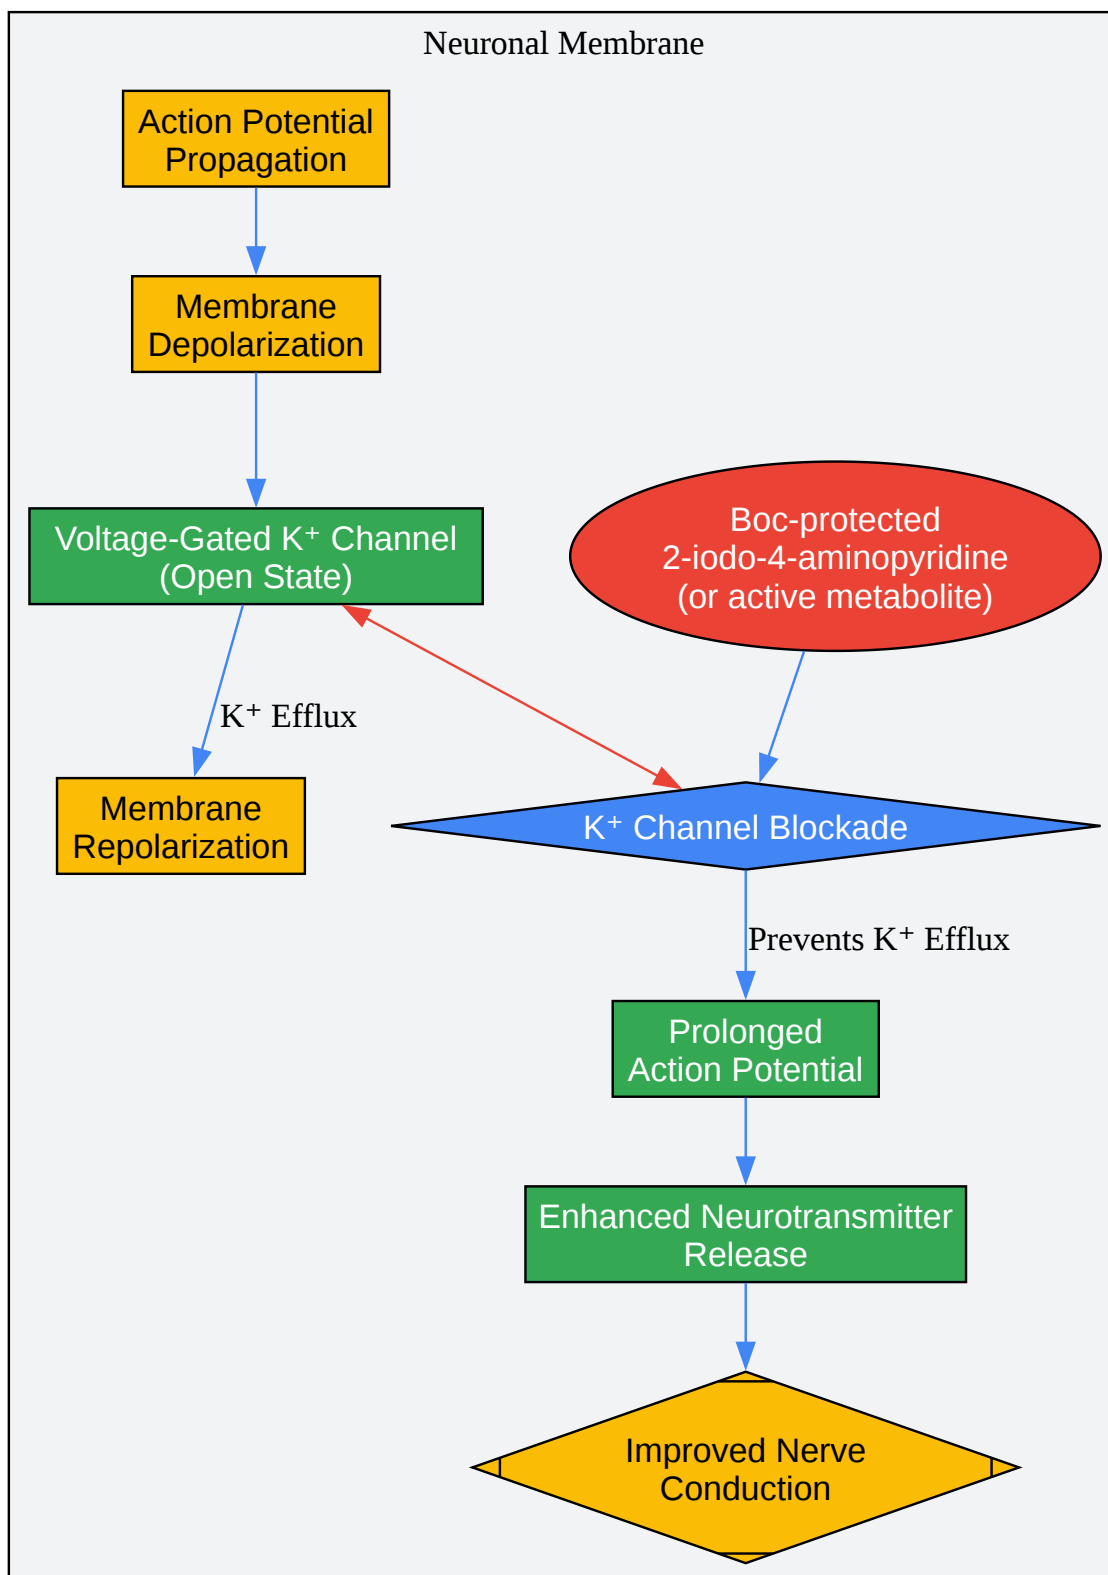 Neuronal Membrane
Action Potential
Propagation
Membrane
Depolarization
Voltage-Gated K⁺ Channel
(Open State)
Boc-protected
2-iodo-4-aminopyridine
(or active metabolite)
K⁺ Efflux
Membrane
Repolarization
K⁺ Channel Blockade
Prevents K⁺ Efflux
Prolonged
Action Potential
Enhanced Neurotransmitter
Release
Improved Nerve
Conduction